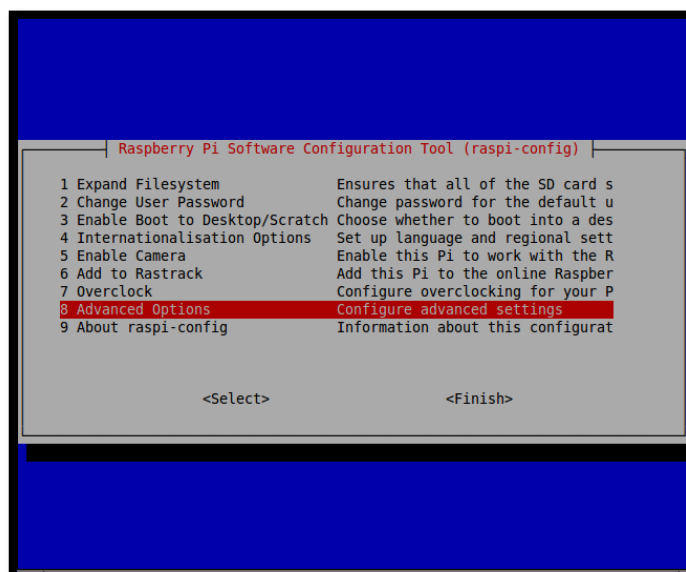 Raspberry Pi Software Configuration Tool (raspi-config)
1 Expand Filesystem Ensures that all of the SD card s
2 Change User Password Change password for the default u
3 Enable Boot to Desktop/Scratch Choose whether to boot into a des
4 Internationalisation Options Set up language and regional sett
5 Enable Camera Enable this Pi to work with the R
6 Add to Rastrack Add this Pi to the online Raspber
7 Overclock Configure overclocking for your P
8 Advanced Options Configure advanced settings
9 About raspi-config Information about this configurat
<Select> <Finish>